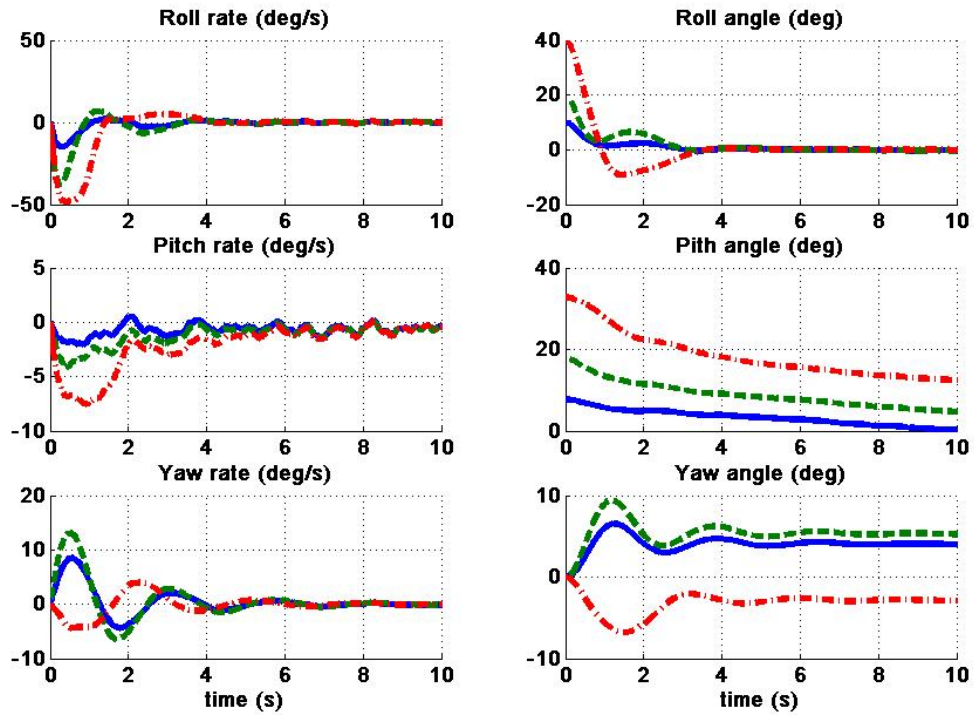 Roll rate (deg/s)
50
0
-50
0 2 4 6 8 10
Roll angle (deg)
40
20
0
-20
0 2 4 6 8 10
Pitch rate (deg/s)
5
0
-5
-10
0 2 4 6 8 10
Pith angle (deg)
40
20
0
0 2 4 6 8 10
Yaw rate (deg/s)
20
10
0
-10
0 2 4 6 8 10
time (s)
Yaw angle (deg)
10
0
-10
0 2 4 6 8 10
time (s)